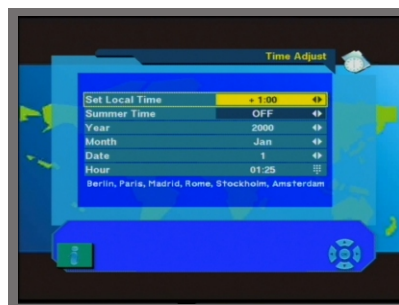 Time Adjust
Set Local Time + 1:00
Summer Time OFF
Year 2000
Month Jan
Date 1
Hour 01:25
Berlin, Paris, Madrid, Rome, Stockholm, Amsterdam